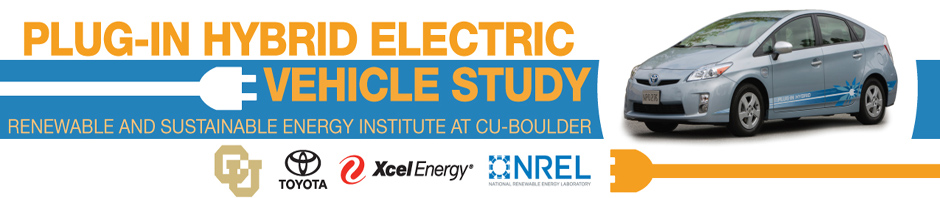 PLUG-IN HYBRID ELECTRIC
VEHICLE STUDY
RENEWABLE AND SUSTAINABLE ENERGY INSTITUTE AT CU-BOULDER
CU
TOYOTA
Xcel Energy®
NREL
NATIONAL RENEWABLE ENERGY LABORATORY